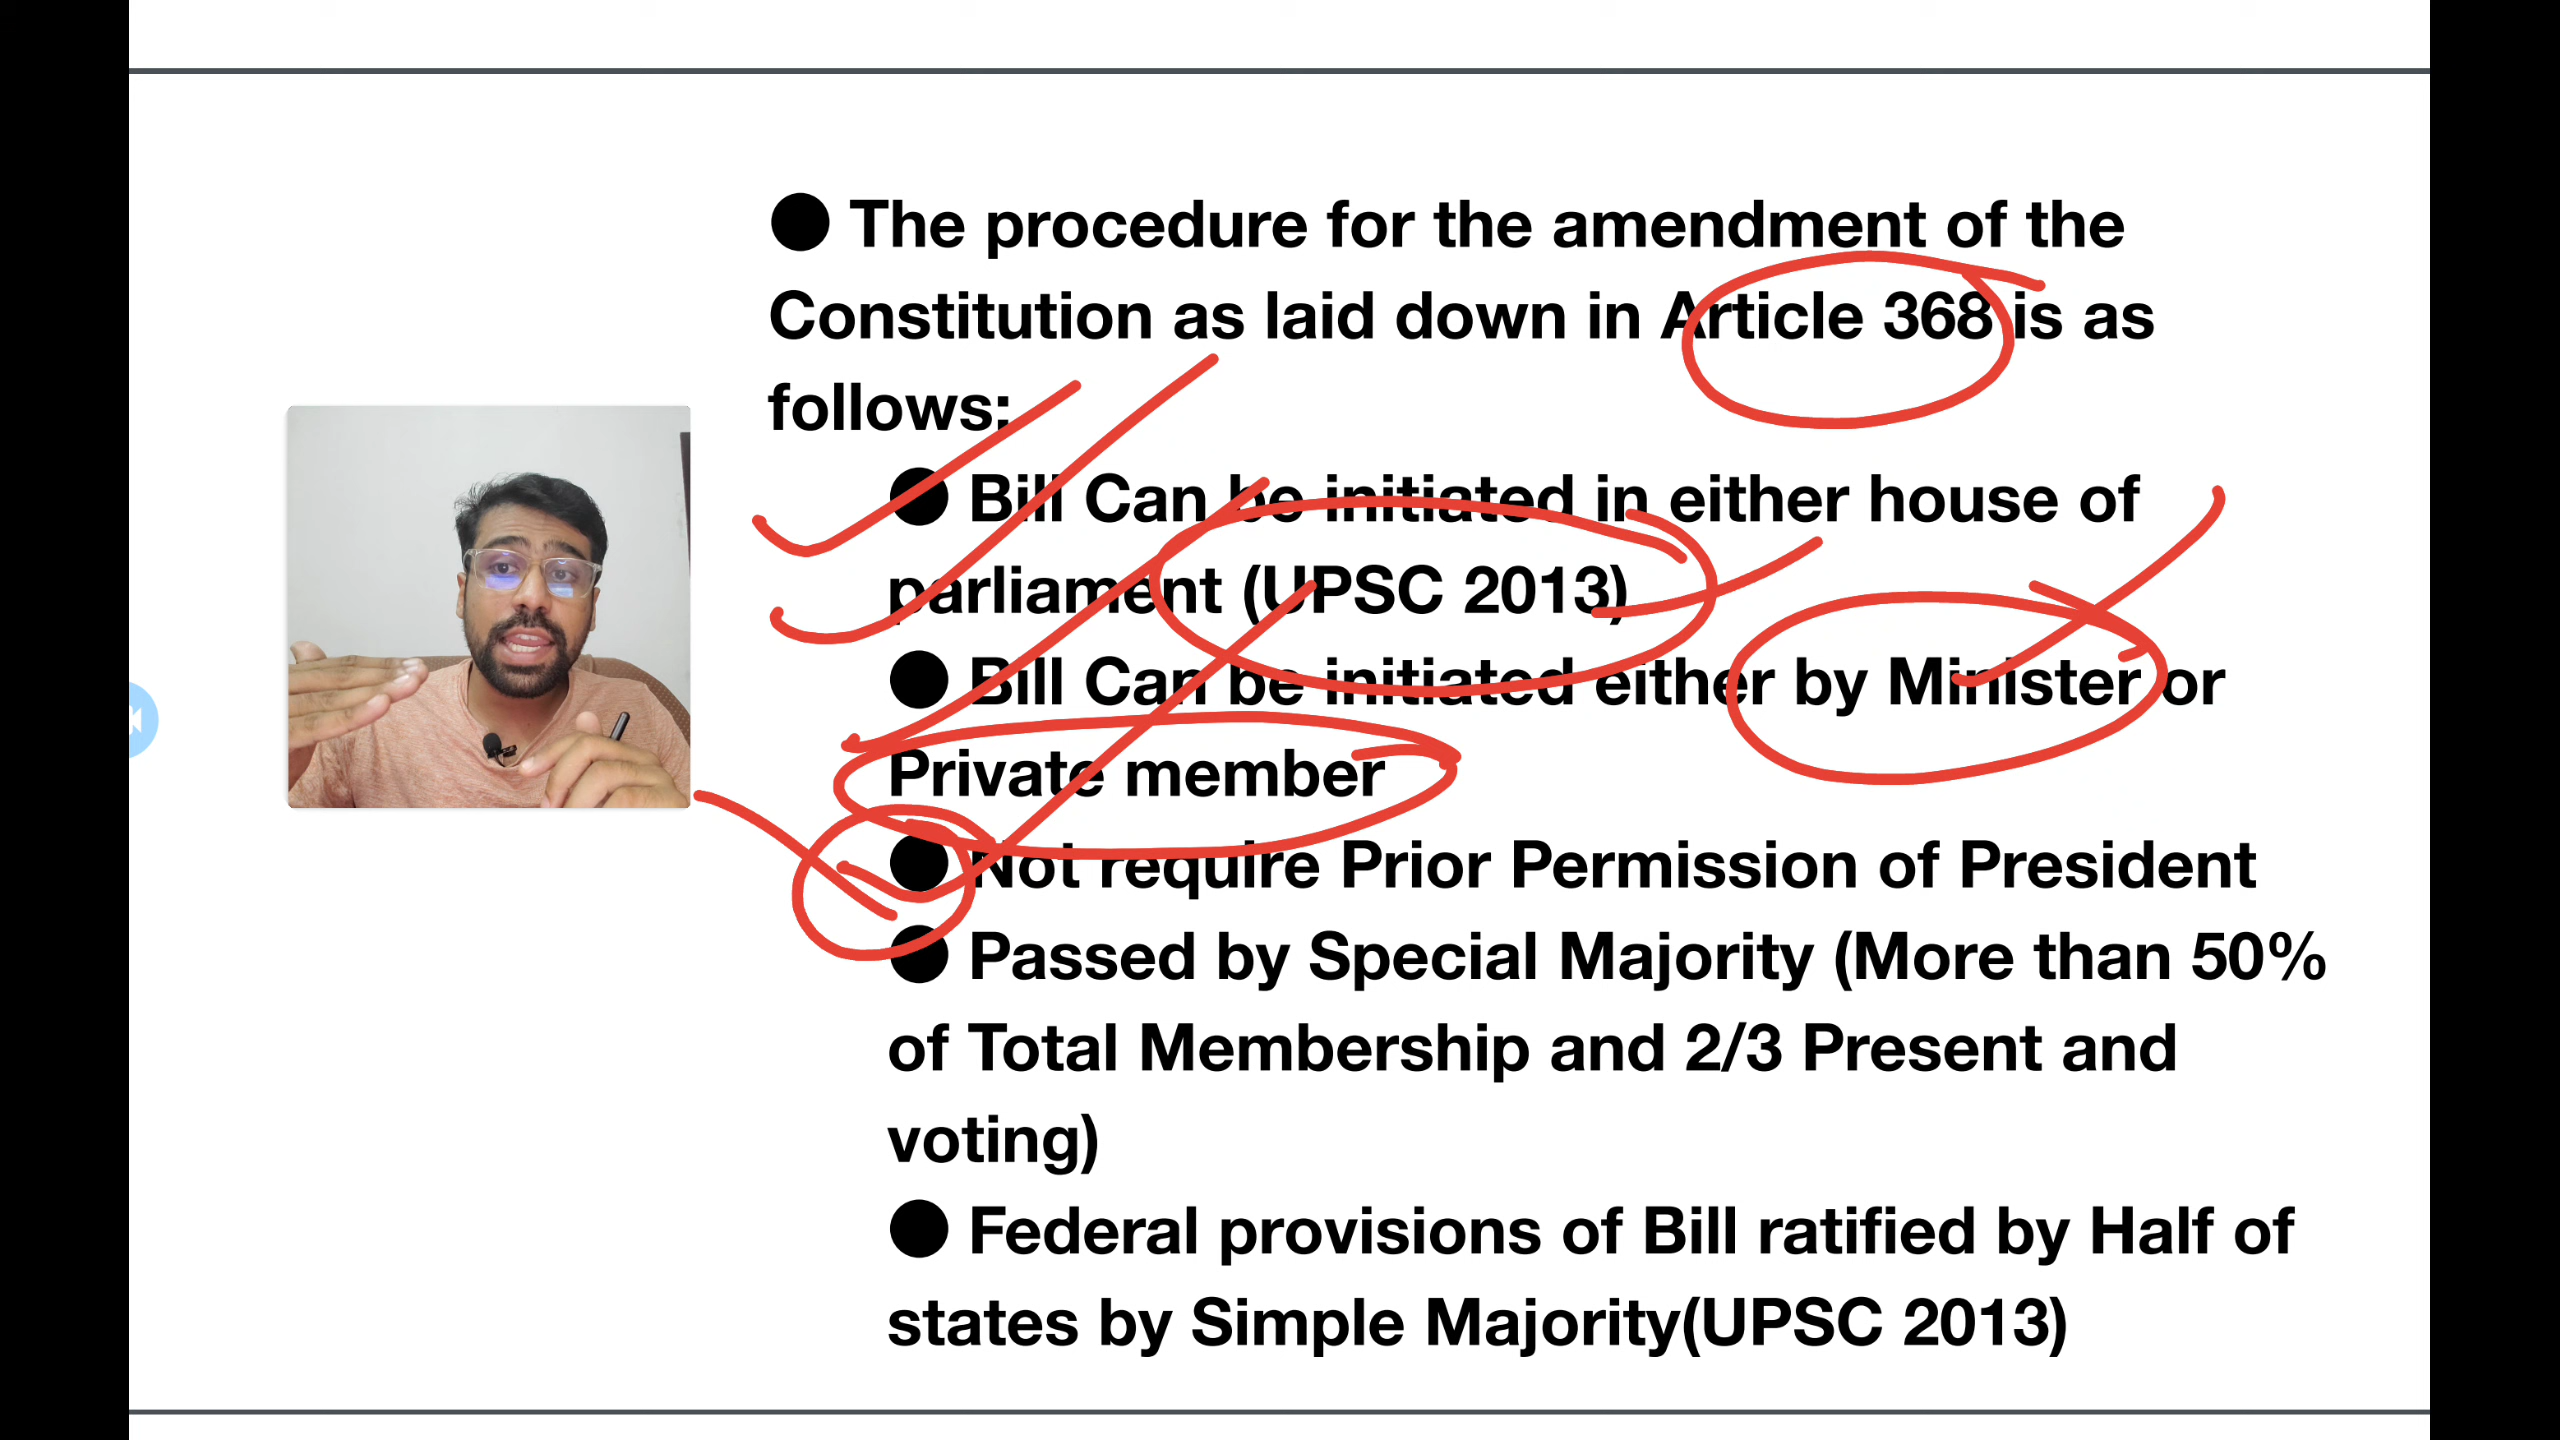 ● The procedure for the amendment of the
Constitution as laid down in Article 368 is as
follows:
● Bill Can be initiated in either house of
parliament (UPSC 2013)
● Bill Can be initiated either by Minister or
Private member
● Not require Prior Permission of President
● Passed by Special Majority (More than 50%
of Total Membership and 2/3 Present and
voting)
● Federal provisions of Bill ratified by Half of
states by Simple Majority(UPSC 2013)